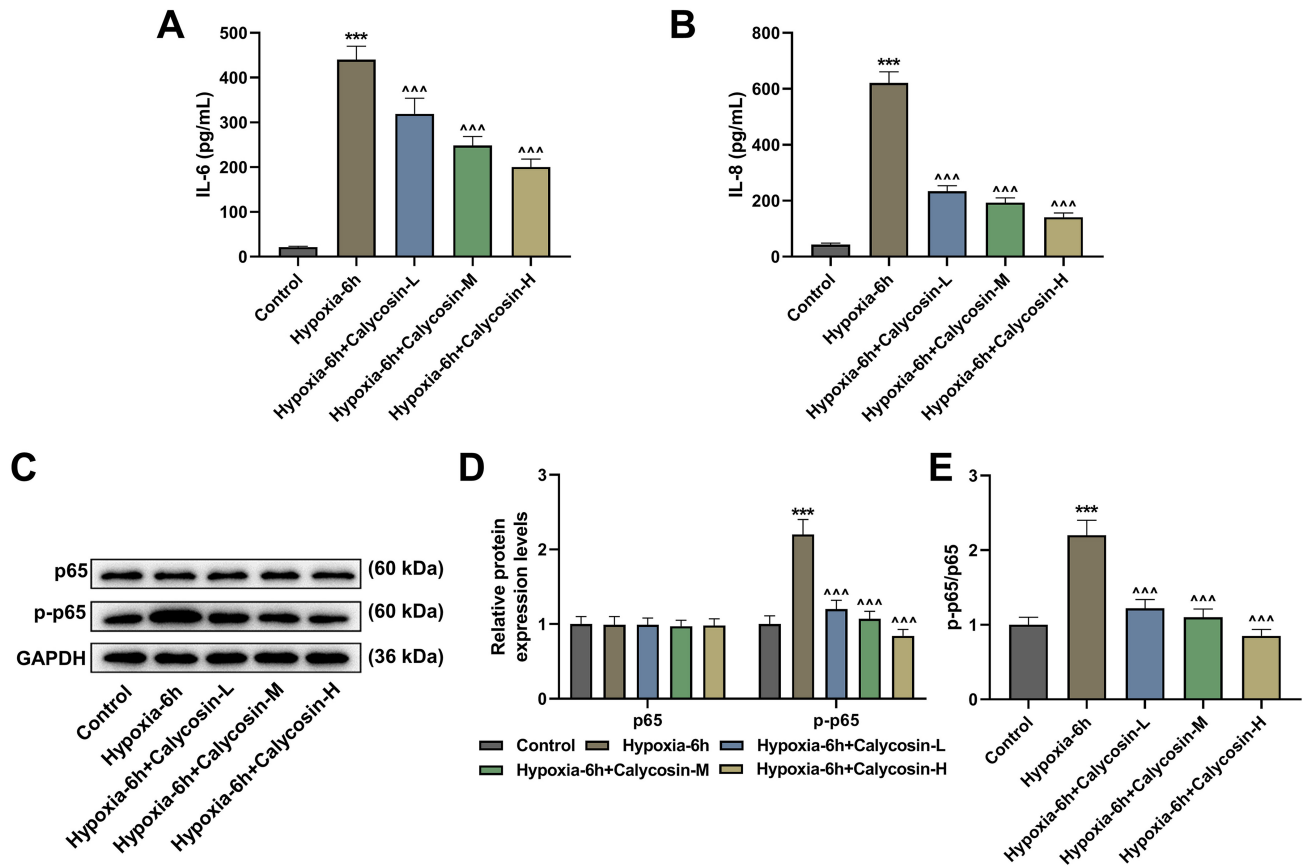 A
IL-6 (pg/mL)
500
400
300
200
100
0
***
^^^
^^^
^^^
Control
Hypoxia-6h
Hypoxia-6h+Calycosin-L
Hypoxia-6h+Calycosin-M
Hypoxia-6h+Calycosin-H
B
IL-8 (pg/mL)
800
600
400
200
0
***
^^^
^^^
^^^
Control
Hypoxia-6h
Hypoxia-6h+Calycosin-L
Hypoxia-6h+Calycosin-M
Hypoxia-6h+Calycosin-H
C
p65 (60 kDa)
p-p65 (60 kDa)
GAPDH (36 kDa)
Control
Hypoxia-6h
Hypoxia-6h+Calycosin-L
Hypoxia-6h+Calycosin-M
Hypoxia-6h+Calycosin-H
D
Relative protein
expression levels
3
2
1
0
***
^^^
^^^
^^^
p65 p-p65
Control Hypoxia-6h Hypoxia-6h+Calycosin-L
Hypoxia-6h+Calycosin-M Hypoxia-6h+Calycosin-H
E
p-p65/p65
3
2
1
0
***
^^^
^^^
^^^
Control
Hypoxia-6h
Hypoxia-6h+Calycosin-L
Hypoxia-6h+Calycosin-M
Hypoxia-6h+Calycosin-H